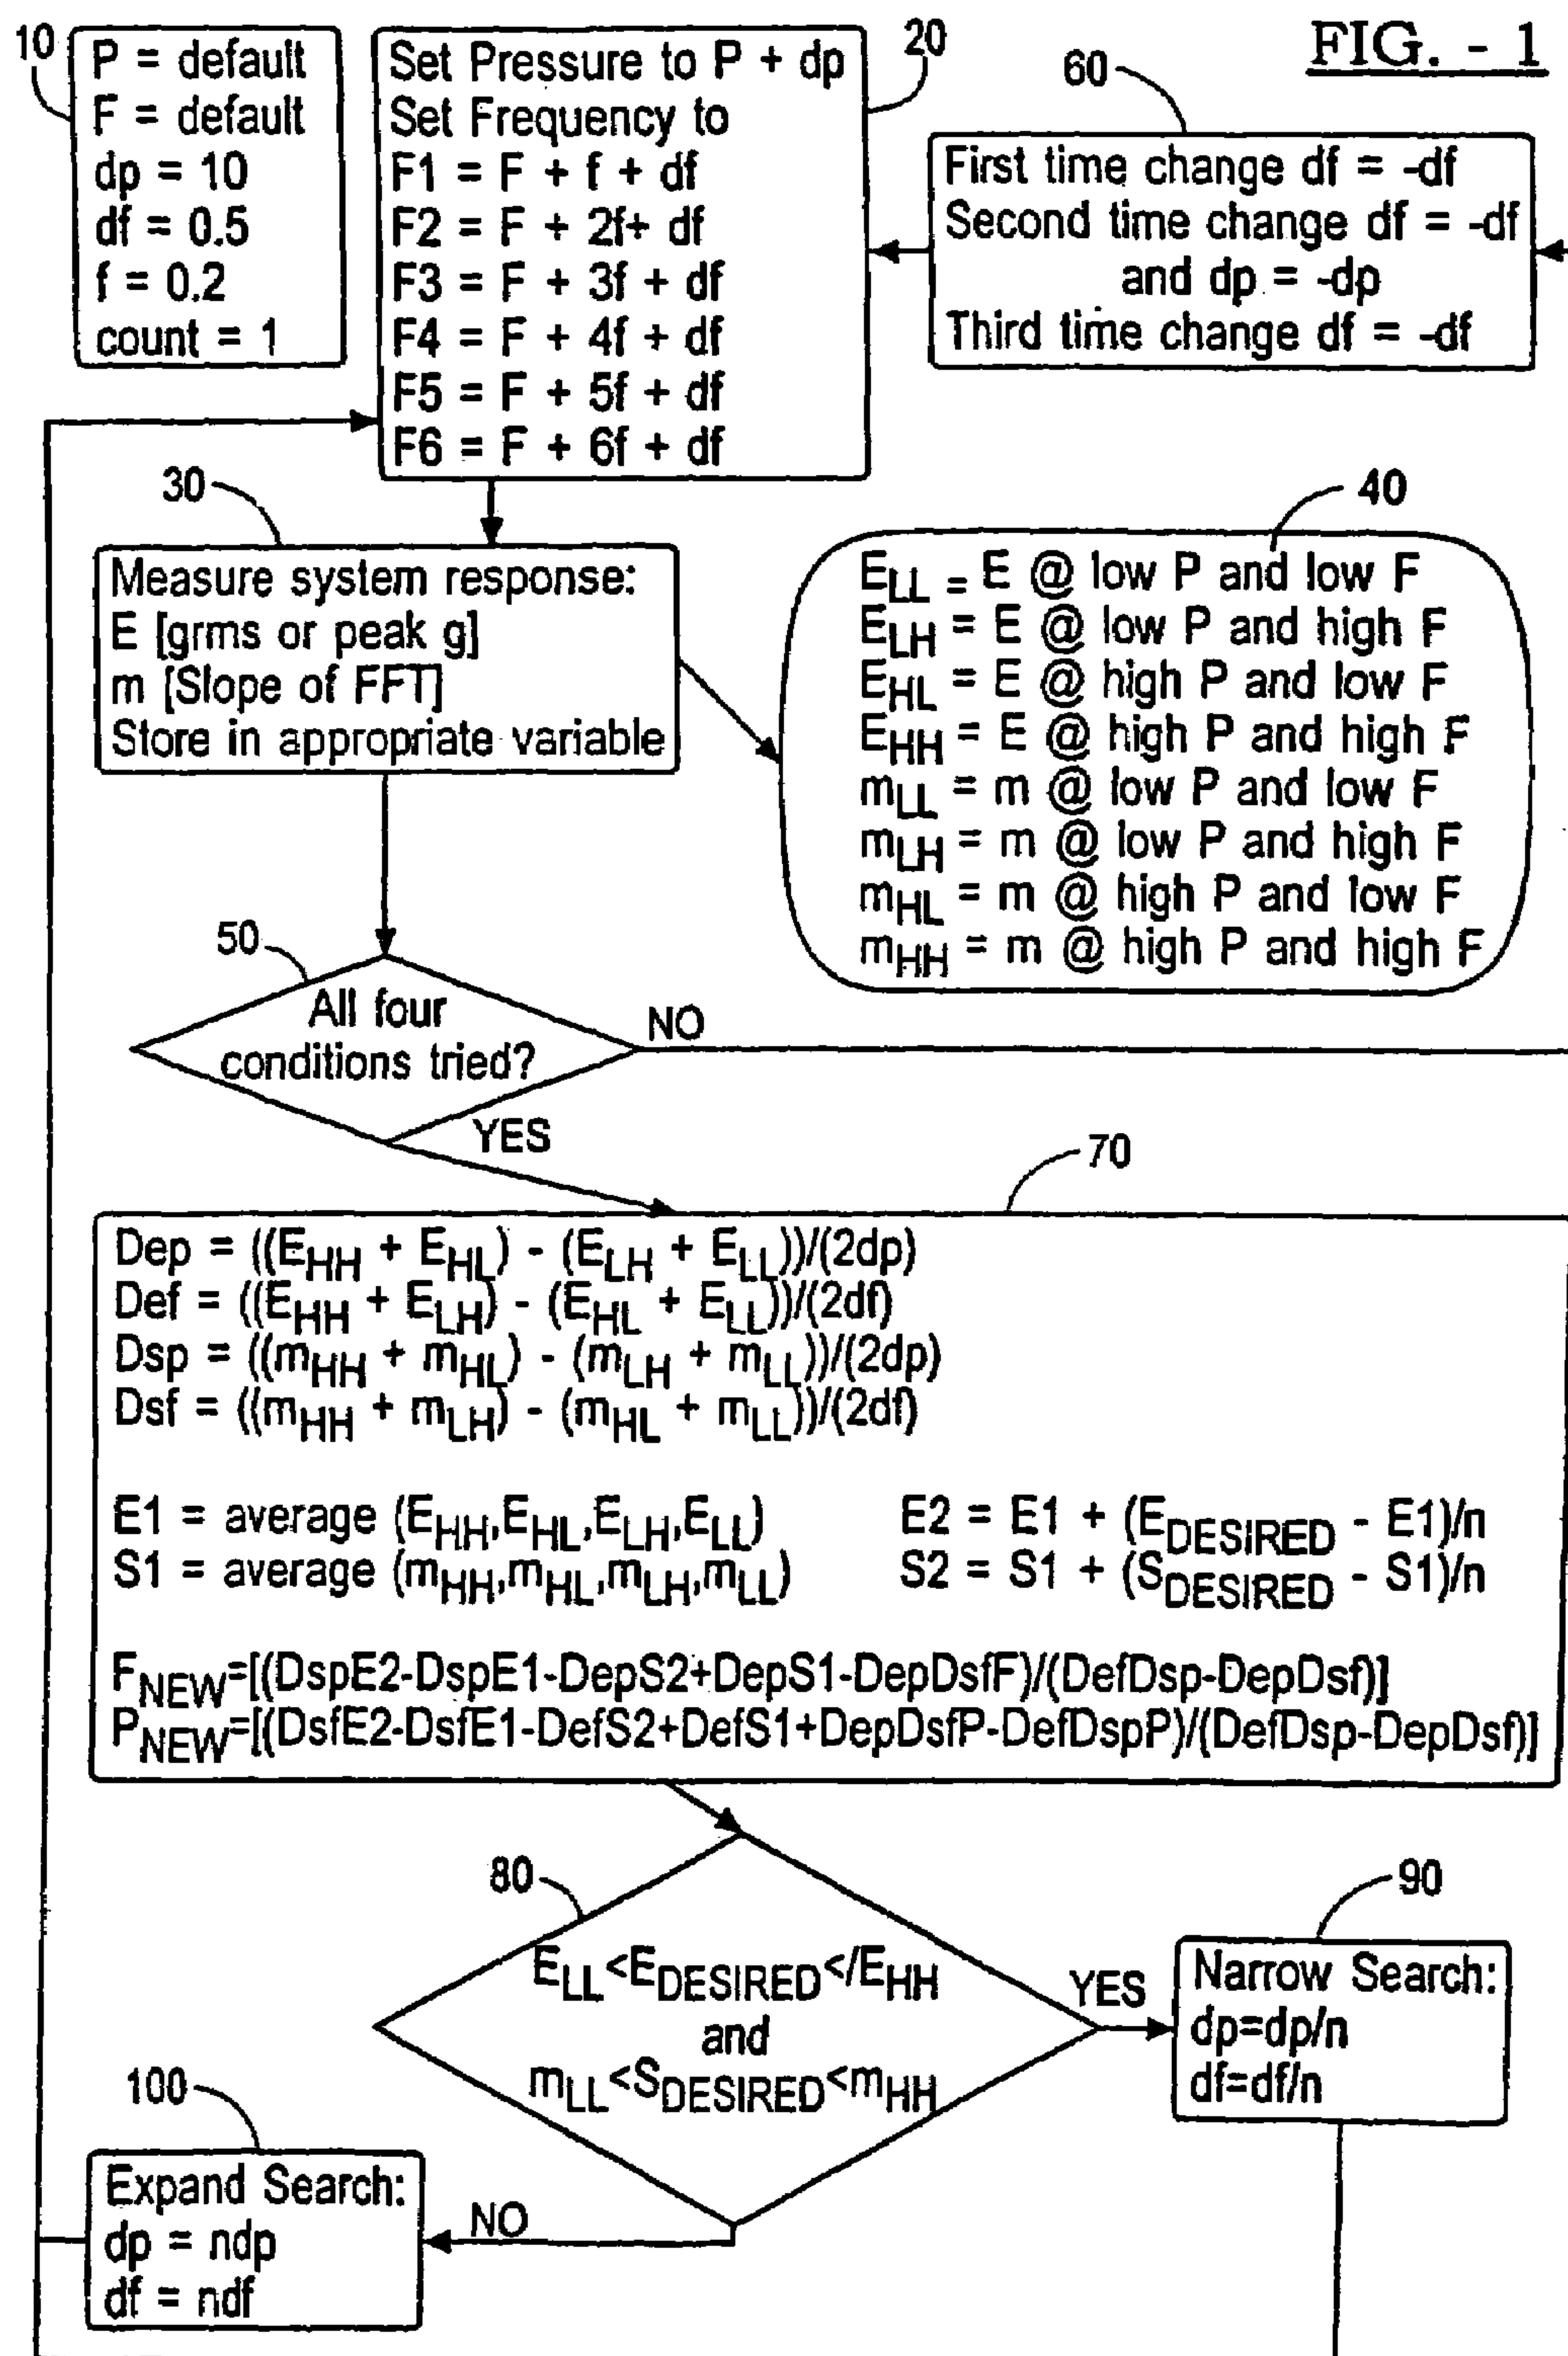 FIG. - 1
10
P = default
F = default
dp = 10
df = 0.5
f = 0.2
count = 1
20
Set Pressure to P + dp
Set Frequency to
F1 = F + f + df
F2 = F + 2f+ df
F3 = F + 3f + df
F4 = F + 4f + df
F5 = F + 5f + df
F6 = F + 6f + df
60
First time change df = -df
Second time change df = -df
and dp = -dp
Third time change df = -df
30
Measure system response:
E [grms or peak g]
m [Slope of FFT]
Store in appropriate variable
40
E_LL = E @ low P and low F
E_LH = E @ low P and high F
E_HL = E @ high P and low F
E_HH = E @ high P and high F
m_LL = m @ low P and low F
m_LH = m @ low P and high F
m_HL = m @ high P and low F
m_HH = m @ high P and high F
50
All four
conditions tried?
NO
YES
70
Dep = ((E_HH + E_HL) - (E_LH + E_LL))/(2dp)
Def = ((E_HH + E_LH) - (E_HL + E_LL))/(2df)
Dsp = ((m_HH + m_HL) - (m_LH + m_LL))/(2dp)
Dsf = ((m_HH + m_LH) - (m_HL + m_LL))/(2df)
E1 = average (E_HH,E_HL,E_LH,E_LL) E2 = E1 + (E_DESIRED - E1)/n
S1 = average (m_HH,m_HL,m_LH,m_LL) S2 = S1 + (S_DESIRED - S1)/n
F_NEW=[(DspE2-DspE1-DepS2+DepS1-DepDsfF)/(DefDsp-DepDsf)]
P_NEW=[(DsfE2-DsfE1-DefS2+DefS1+DepDsfP-DefDspP)/(DefDsp-DepDsf)]
80
E_LL<E_DESIRED</E_HH
and
m_LL<S_DESIRED<m_HH
YES
90
Narrow Search:
dp=dp/n
df=df/n
NO
100
Expand Search:
dp = ndp
df = ndf